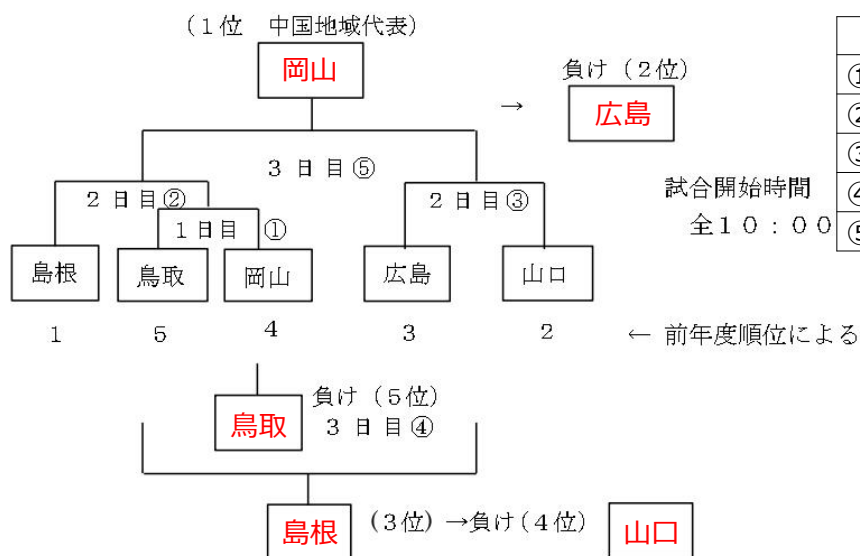 (1位 中国地域代表)
岡山
負け (2位)
→
広島
①
②
③
④
⑤
3日目⑤
2日目②
2日目③
1日目 ①
試合開始時間
全10:00
島根
鳥取
岡山
広島
山口
1
5
4
3
2
← 前年度順位による
負け (5位)
鳥取
3日目④
島根
(3位) →負け(4位)
山口